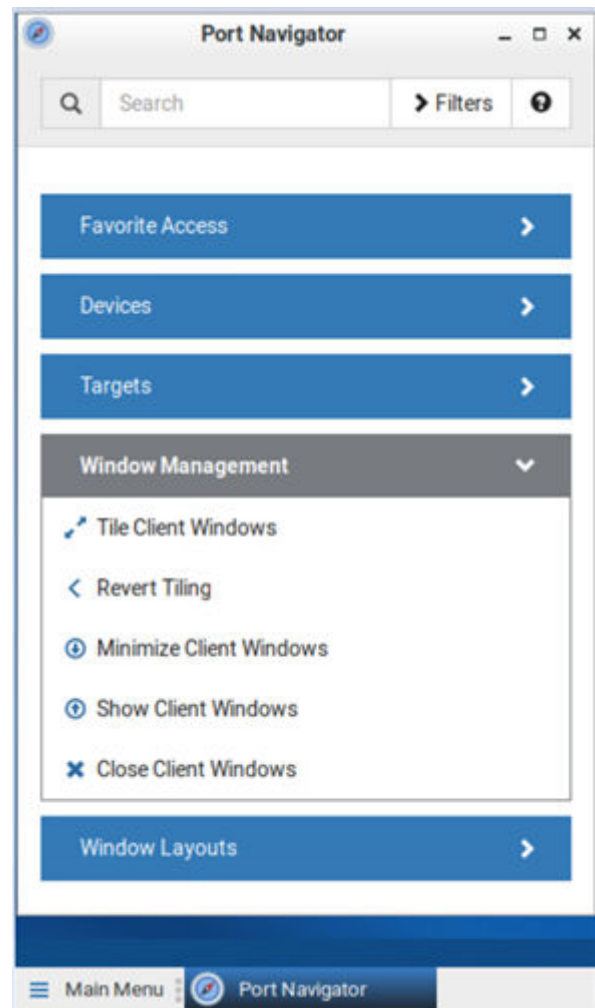 Port Navigator
Search
Filters
Favorite Access
Devices
Targets
Window Management
Tile Client Windows
Revert Tiling
Minimize Client Windows
Show Client Windows
Close Client Windows
Window Layouts
Main Menu
Port Navigator